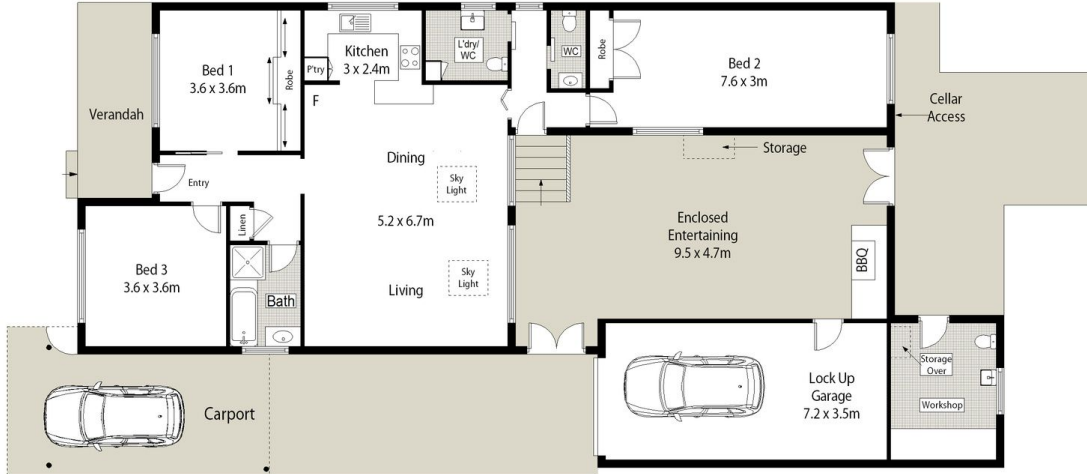 Verandah
Bed 1
3.6 x 3.6m
Robe
Kitchen
3 x 2.4m
P'try
F
L'dry/
WC
WC
Robe
Bed 2
7.6 x 3m
Cellar
Access
Entry
Linen
Dining
Sky
Light
5.2 x 6.7m
Living
Sky
Light
Storage
Enclosed
Entertaining
9.5 x 4.7m
BBQ
Bed 3
3.6 x 3.6m
Bath
Carport
Lock Up
Garage
7.2 x 3.5m
Storage
Over
Workshop